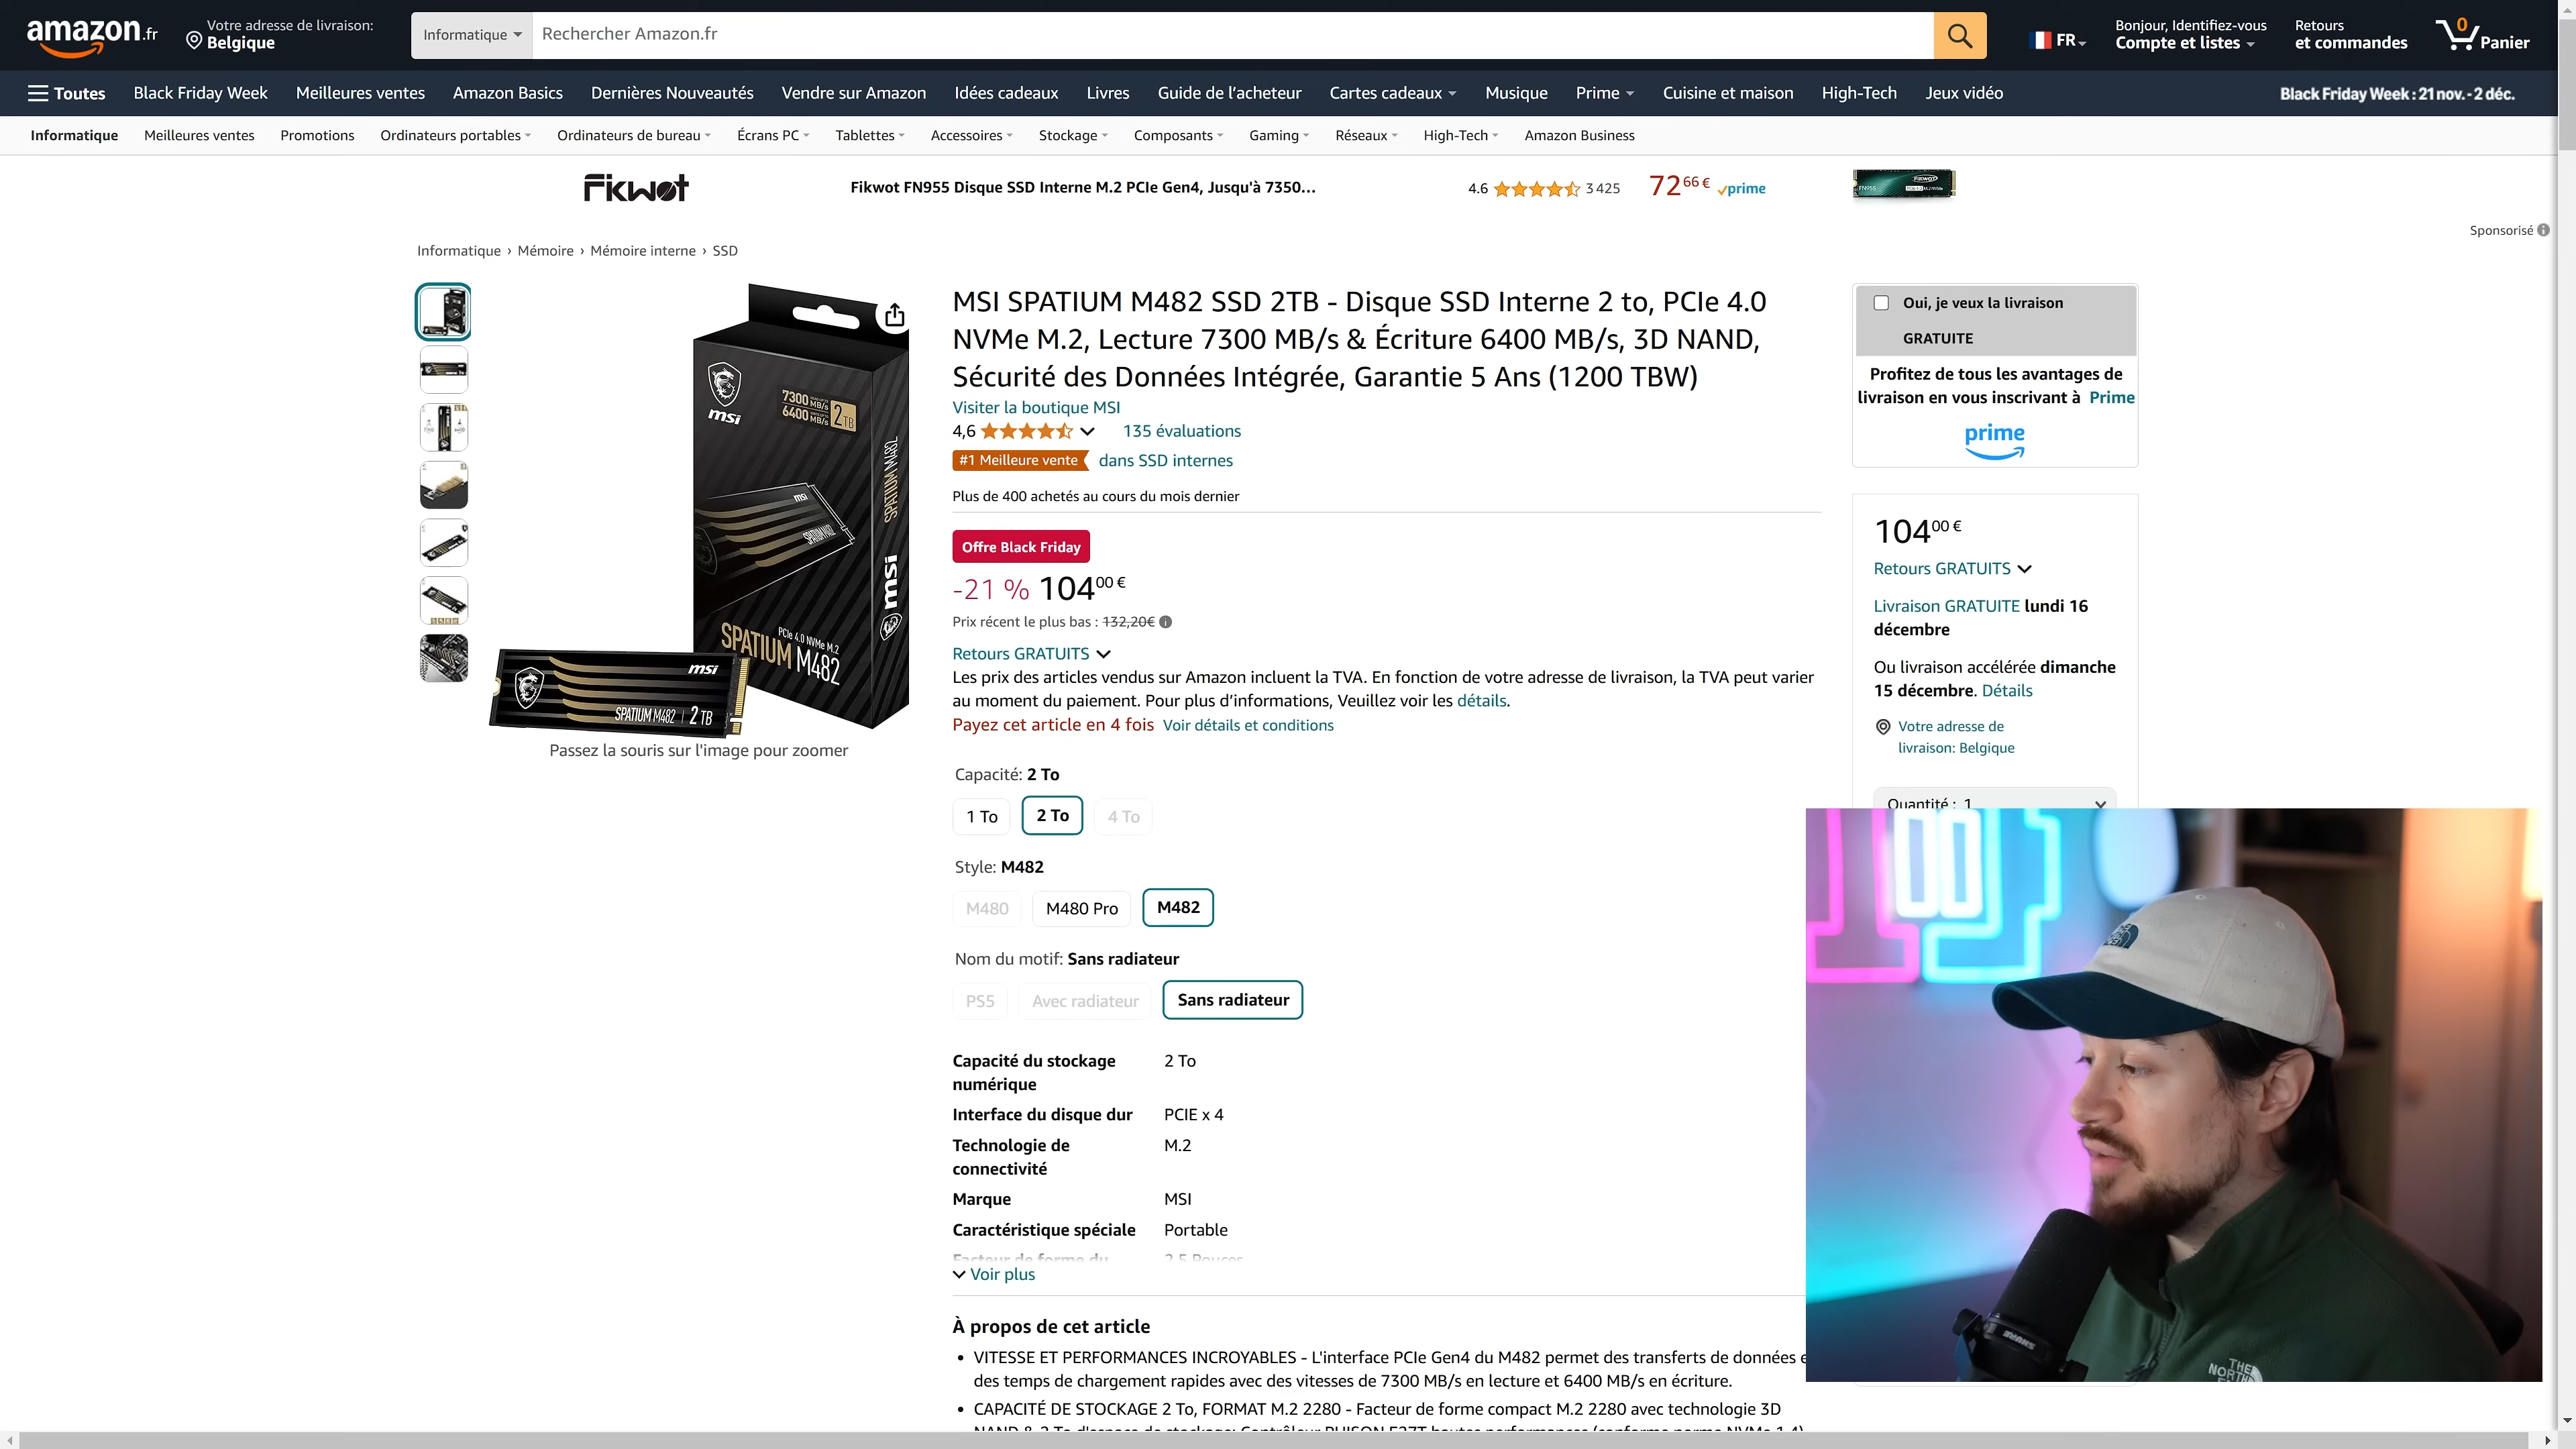 amazon.fr
Votre adresse de livraison:
Belgique
Informatique
Rechercher Amazon.fr
FR
Bonjour, Identifiez-vous
Compte et listes
Retours
et commandes
0
Panier
Toutes
Black Friday Week
Meilleures ventes
Amazon Basics
Dernières Nouveautés
Vendre sur Amazon
Idées cadeaux
Livres
Guide de l’acheteur
Cartes cadeaux
Musique
Prime
Cuisine et maison
High-Tech
Jeux vidéo
Black Friday Week : 21 nov. - 2 déc.
Informatique
Meilleures ventes
Promotions
Ordinateurs portables
Ordinateurs de bureau
Écrans PC
Tablettes
Accessoires
Stockage
Composants
Gaming
Réseaux
High-Tech
Amazon Business
Fikwot
Fikwot FN955 Disque SSD Interne M.2 PCIe Gen4, Jusqu'à 7350...
4.6
3 425
72 66 €
prime
Sponsorisé
Informatique › Mémoire › Mémoire interne › SSD
msi
7300 MB/s
6400 MB/s
2TB
SPATIUM M482
msi
PCIe 4.0 NVMe M.2
SPATIUM M482
msi
SPATIUM M482 | 2 TB
Passez la souris sur l'image pour zoomer
MSI SPATIUM M482 SSD 2TB - Disque SSD Interne 2 to, PCIe 4.0
NVMe M.2, Lecture 7300 MB/s & Écriture 6400 MB/s, 3D NAND,
Sécurité des Données Intégrée, Garantie 5 Ans (1200 TBW)
Visiter la boutique MSI
4,6
135 évaluations
#1 Meilleure vente
dans SSD internes
Plus de 400 achetés au cours du mois dernier
Offre Black Friday
-21 % 104 00 €
Prix récent le plus bas : 132,20€
Retours GRATUITS
Les prix des articles vendus sur Amazon incluent la TVA. En fonction de votre adresse de livraison, la TVA peut varier
au moment du paiement. Pour plus d’informations, Veuillez voir les détails.
Payez cet article en 4 fois Voir détails et conditions
Capacité: 2 To
1 To
2 To
4 To
Style: M482
M480
M480 Pro
M482
Nom du motif: Sans radiateur
PS5
Avec radiateur
Sans radiateur
Capacité du stockage
numérique
2 To
Interface du disque dur
PCIE x 4
Technologie de
connectivité
M.2
Marque
MSI
Caractéristique spéciale
Portable
Facteur de forme du
2.5 Pouces
Voir plus
À propos de cet article
• VITESSE ET PERFORMANCES INCROYABLES - L'interface PCIe Gen4 du M482 permet des transferts de données
des temps de chargement rapides avec des vitesses de 7300 MB/s en lecture et 6400 MB/s en écriture.
• CAPACITÉ DE STOCKAGE 2 To, FORMAT M.2 2280 - Facteur de forme compact M.2 2280 avec technologie 3D
Oui, je veux la livraison
GRATUITE
Profitez de tous les avantages de
livraison en vous inscrivant à Prime
prime
104 00 €
Retours GRATUITS
Livraison GRATUITE lundi 16
décembre
Ou livraison accélérée dimanche
15 décembre. Détails
Votre adresse de
livraison: Belgique
Quantité : 1
SHURE
THE
NORTH